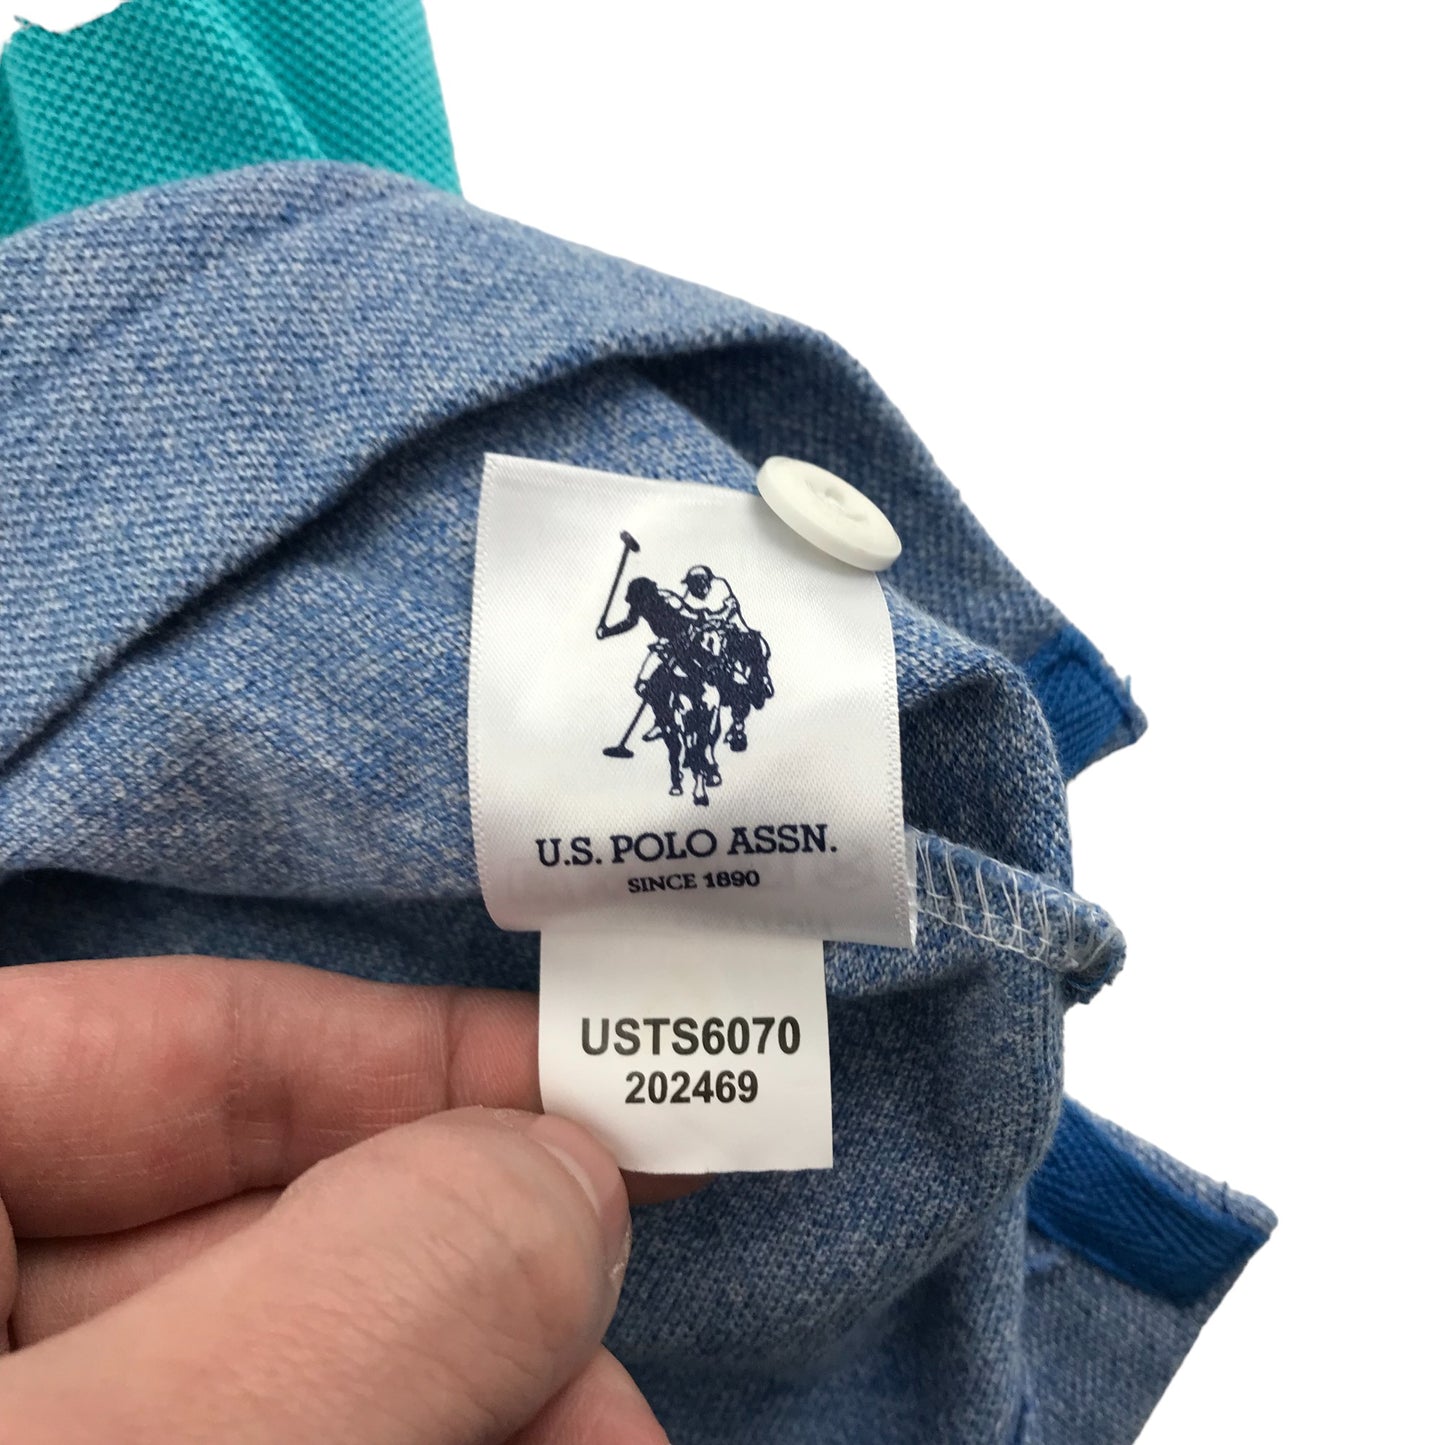 U.S. POLO ASSN.
SINCE 1890
USTS6070
202469